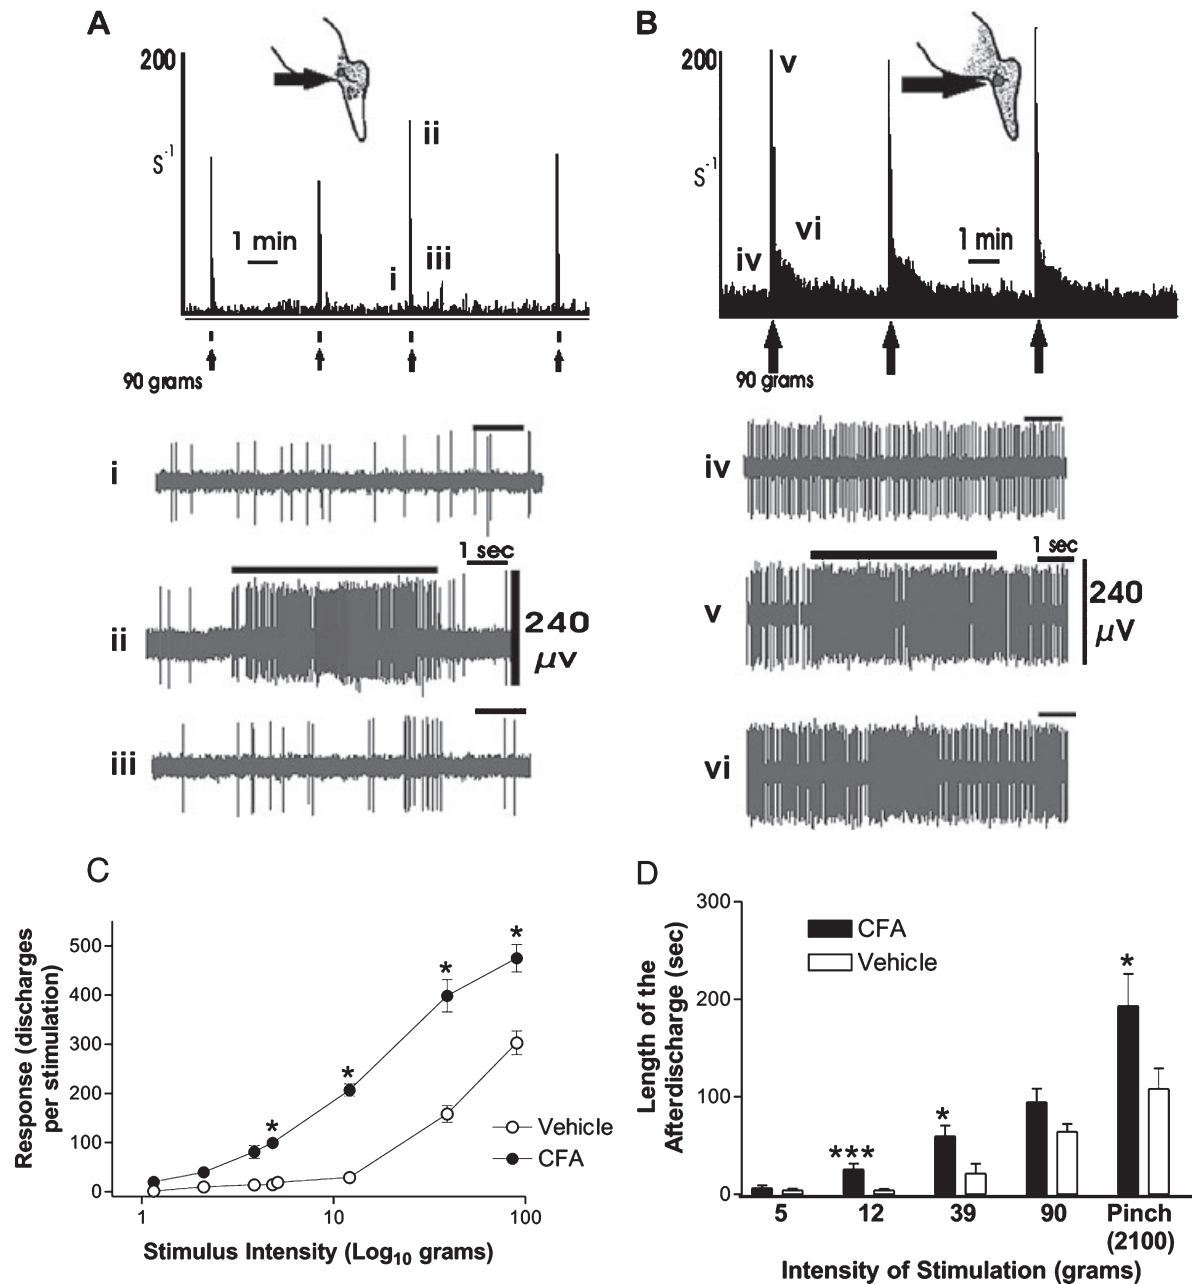 A
200
S-1
1 min
i
ii
iii
90 grams
B
200
S-1
v
vi
iv
1 min
90 grams
i
ii
1 sec
240
μv
iii
iv
v
1 sec
240
μV
vi
C
Response (discharges
per stimulation)
500
400
300
200
100
0
*
*
*
*
Vehicle
CFA
1
10
100
Stimulus Intensity (Log10 grams)
D
Length of the
Afterdischarge (sec)
300
200
100
0
CFA
Vehicle
***
*
*
5
12
39
90
Pinch
(2100)
Intensity of Stimulation (grams)